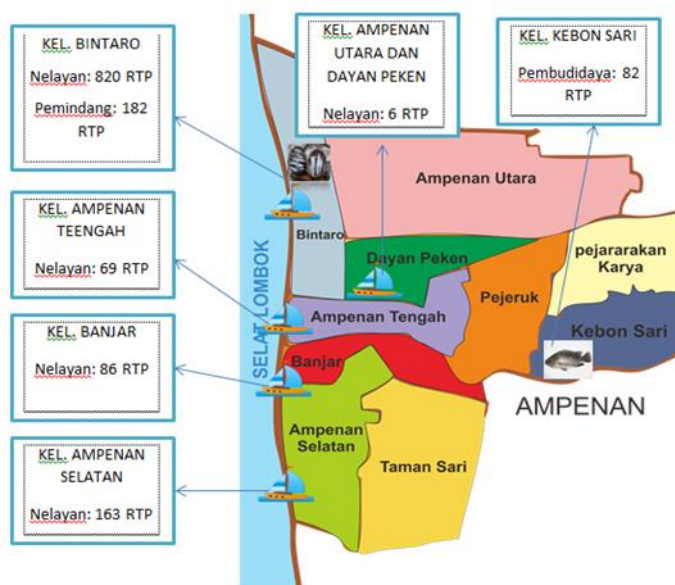 KEL. BINTARO
Nelayan: 820 RTP
Pemindang: 182
RTP
KEL. AMPENAN
UTARA DAN
DAYAN PEKEN
Nelayan: 6 RTP
KEL. KEBON SARI
Pembudidaya: 82
RTP
KEL. AMPENAN
TEENGAH
Nelayan: 69 RTP
KEL. BANJAR
Nelayan: 86 RTP
KEL. AMPENAN
SELATAN
Nelayan: 163 RTP
SELAT LOMBOK
Ampenan Utara
Bintaro
Dayan Peken
pejararakan
Karya
Pejeruk
Ampenan Tengah
Kebon Sari
Banjar
AMPENAN
Ampenan
Selatan
Taman Sari